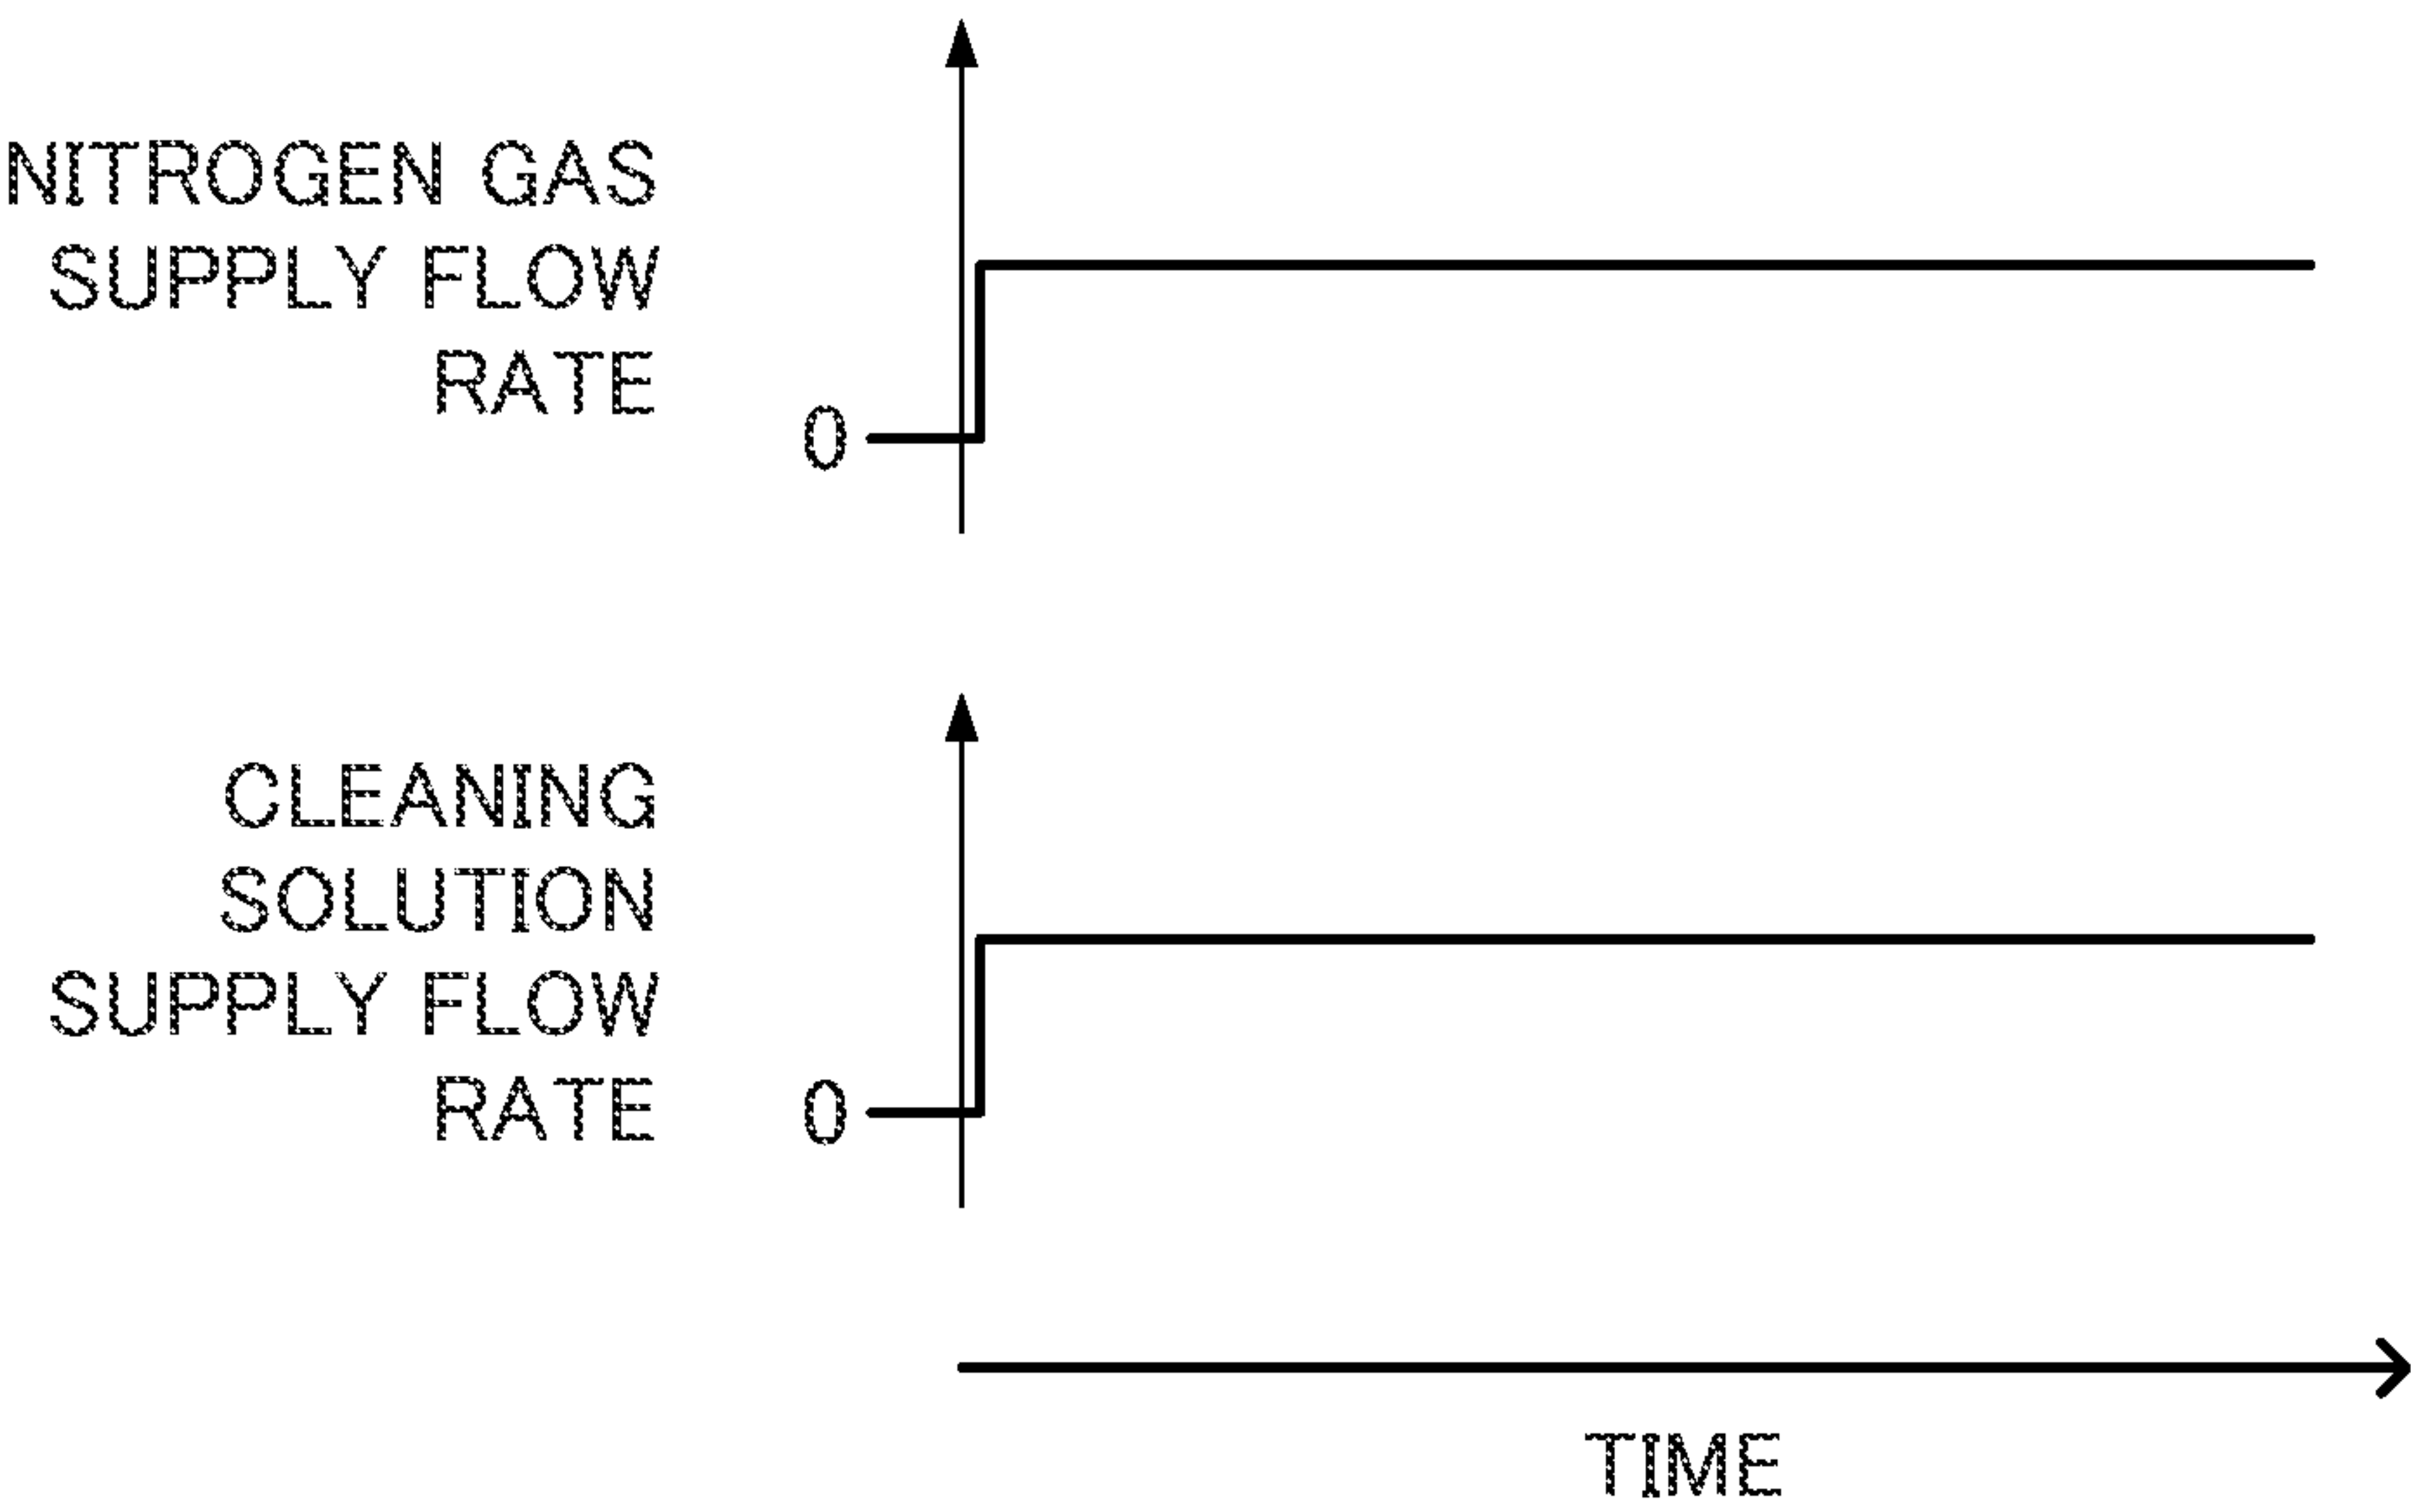 NITROGEN GAS
SUPPLY FLOW
RATE
0
CLEANING
SOLUTION
SUPPLY FLOW
RATE
0
TIME